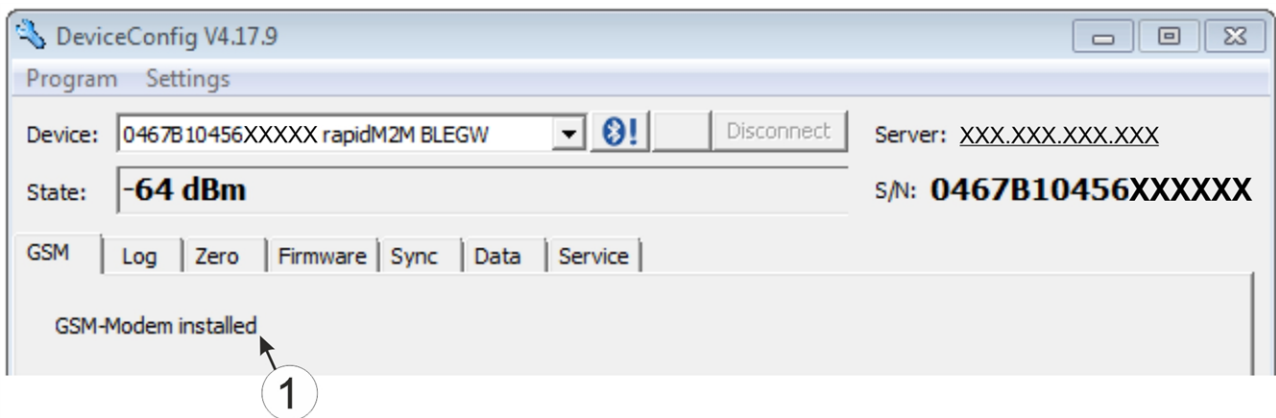 DeviceConfig V4.17.9
Program Settings
Device: 0467B10456XXXXX rapidM2M BLEGW Disconnect Server: XXX.XXX.XXX.XXX
State: -64 dBm S/N: 0467B10456XXXXXX
GSM Log Zero Firmware Sync Data Service
GSM-Modem installed
1